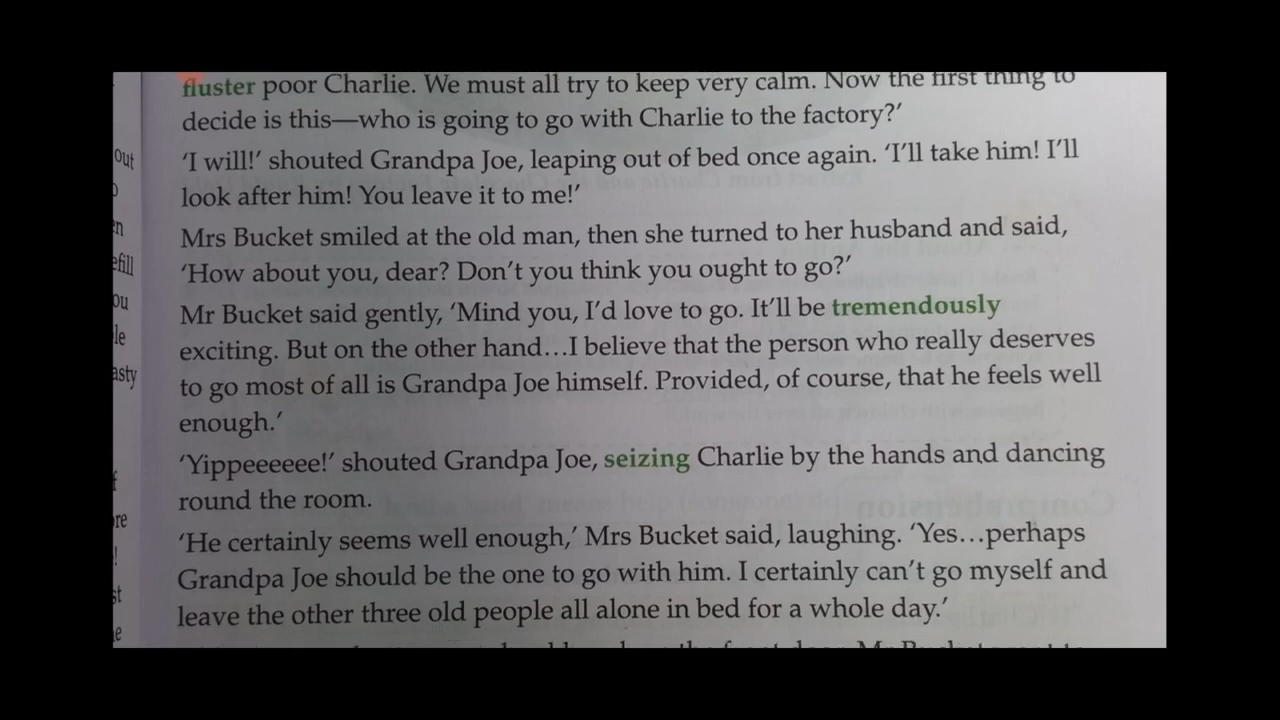 out
en
efill
ou
le
asty
f
ore
!
st
e
fluster poor Charlie. We must all try to keep very calm. Now the first thing to
decide is this—who is going to go with Charlie to the factory?’
‘I will!’ shouted Grandpa Joe, leaping out of bed once again. ‘I’ll take him! I’ll
look after him! You leave it to me!’
Mrs Bucket smiled at the old man, then she turned to her husband and said,
‘How about you, dear? Don’t you think you ought to go?’
Mr Bucket said gently, ‘Mind you, I’d love to go. It’ll be tremendously
exciting. But on the other hand…I believe that the person who really deserves
to go most of all is Grandpa Joe himself. Provided, of course, that he feels well
enough.’
‘Yippeeeeee!’ shouted Grandpa Joe, seizing Charlie by the hands and dancing
round the room.
‘He certainly seems well enough,’ Mrs Bucket said, laughing. ‘Yes…perhaps
Grandpa Joe should be the one to go with him. I certainly can’t go myself and
leave the other three old people all alone in bed for a whole day.’